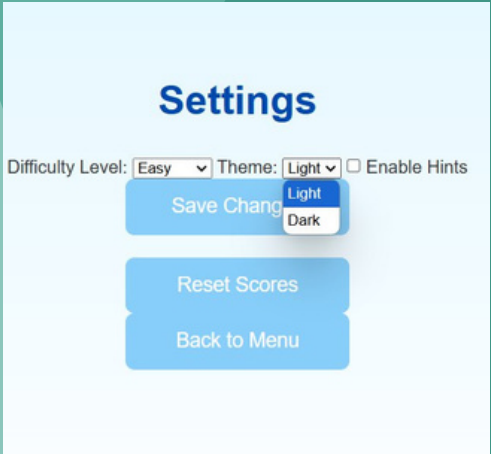 Settings
Difficulty Level: Easy Theme: Light Enable Hints
Light
Save Chang
Dark
Reset Scores
Back to Menu